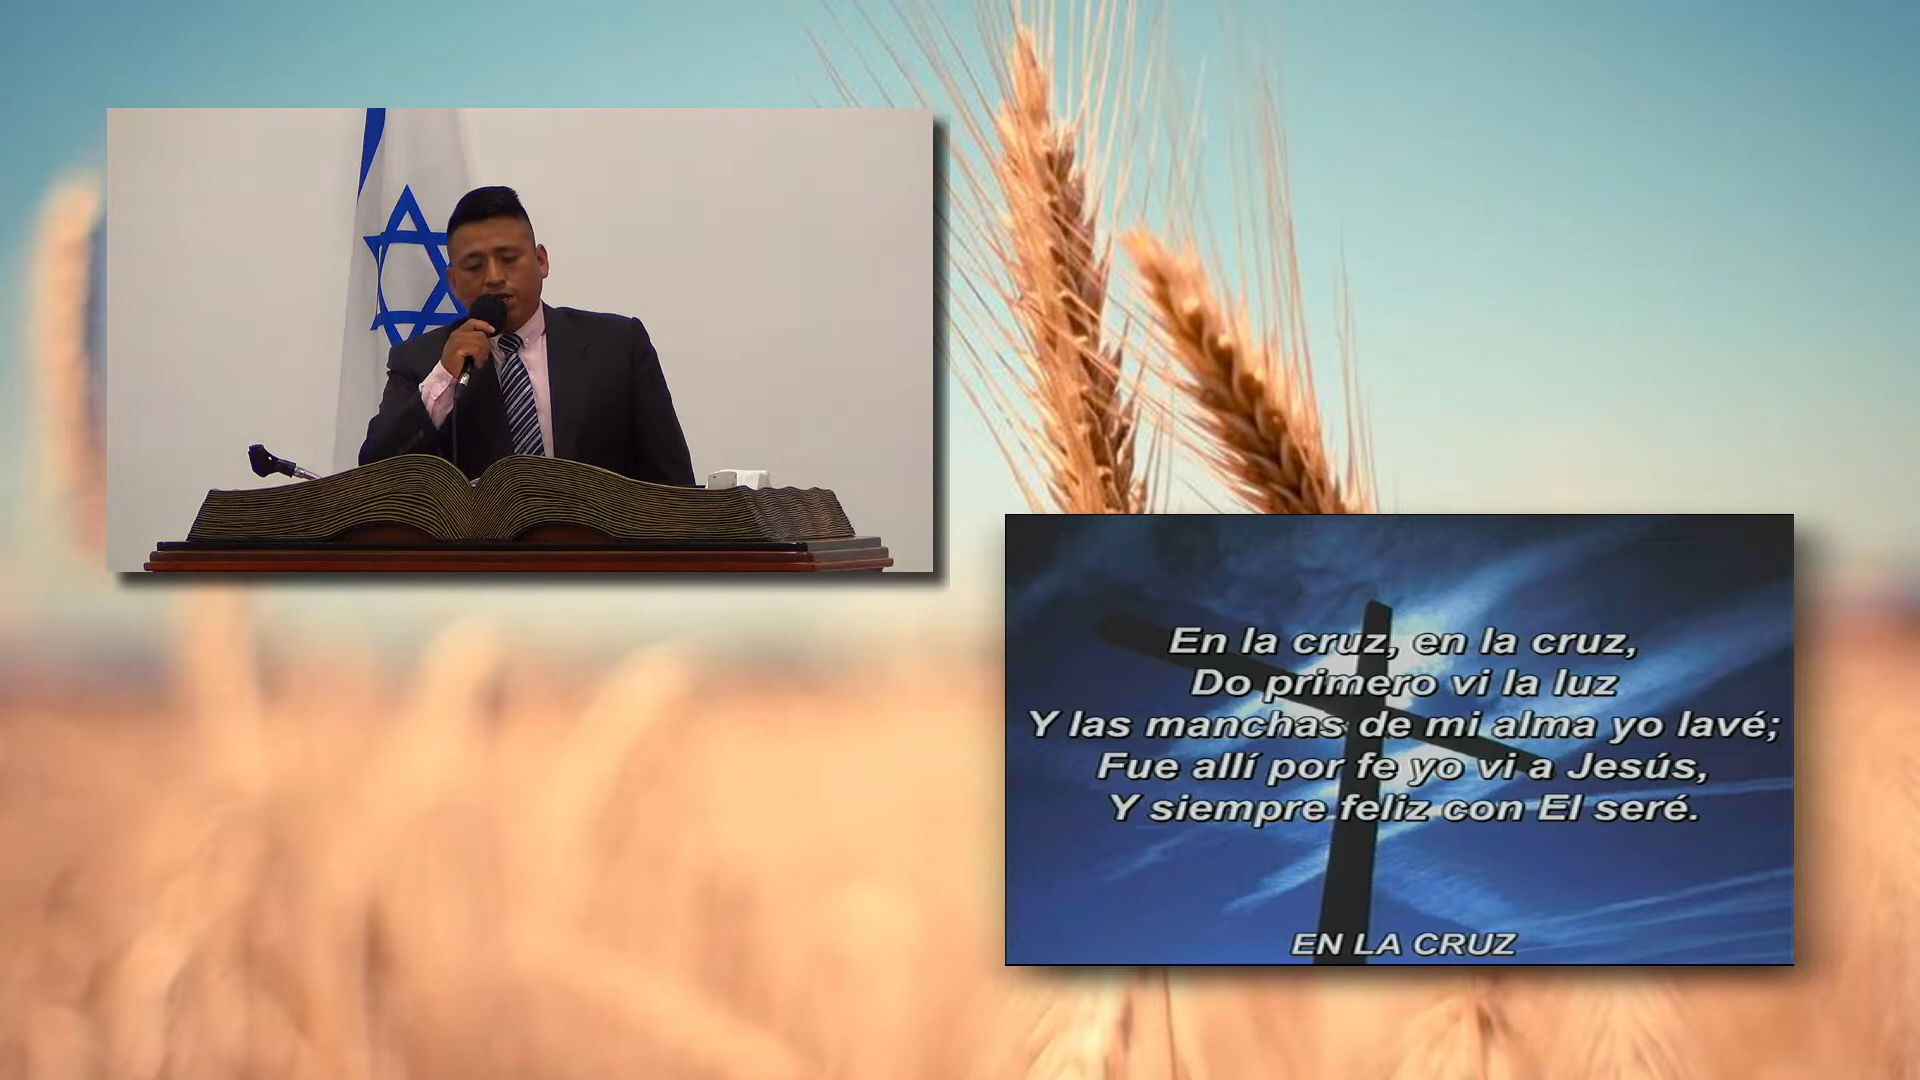 En la cruz, en la cruz,
Do primero vi la luz
Y las manchas de mi alma yo lavé;
Fue allí por fe yo vi a Jesús,
Y siempre feliz con El seré.
EN LA CRUZ